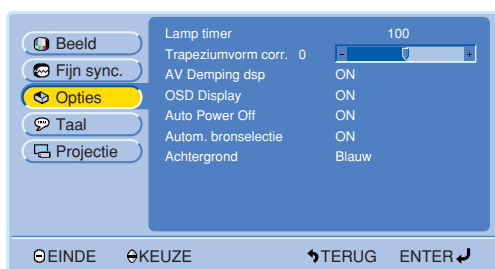 Beeld
Fijn sync.
Opties
Taal
Projectie
Lamp timer 100
Trapeziumvorm corr. 0 - +
AV Demping dsp ON
OSD Display ON
Auto Power Off ON
Autom. bronselectie ON
Achtergrond Blauw
EINDE KEUZE TERUG ENTER